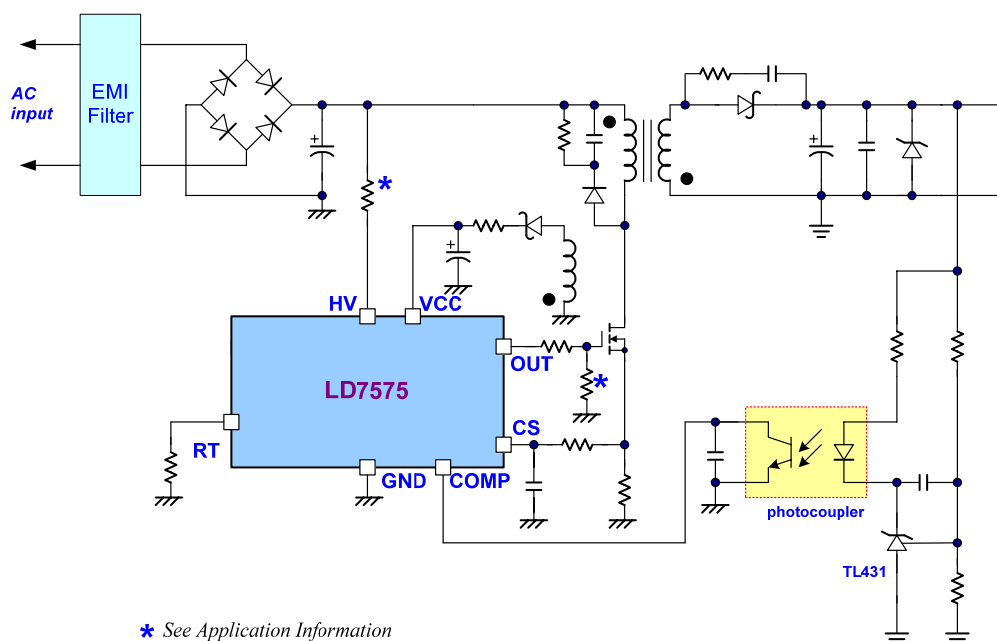 AC
input
EMI
Filter
+
+
*
+
HV
VCC
OUT
LD7575
*
CS
RT
GND
COMP
photocoupler
TL431
* See Application Information